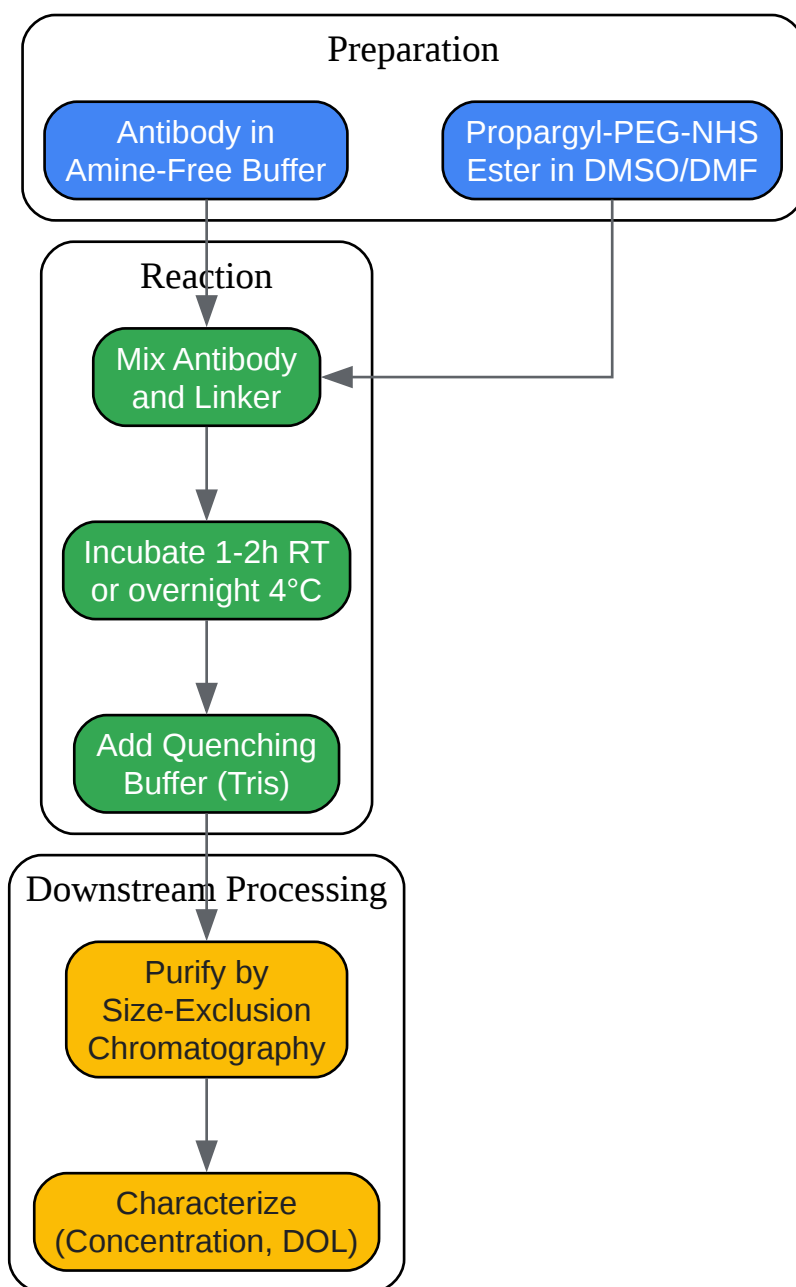 Preparation
Antibody in
Amine-Free Buffer
Propargyl-PEG-NHS
Ester in DMSO/DMF
Reaction
Mix Antibody
and Linker
Incubate 1-2h RT
or overnight 4°C
Add Quenching
Buffer (Tris)
Downstream Processing
Purify by
Size-Exclusion
Chromatography
Characterize
(Concentration, DOL)